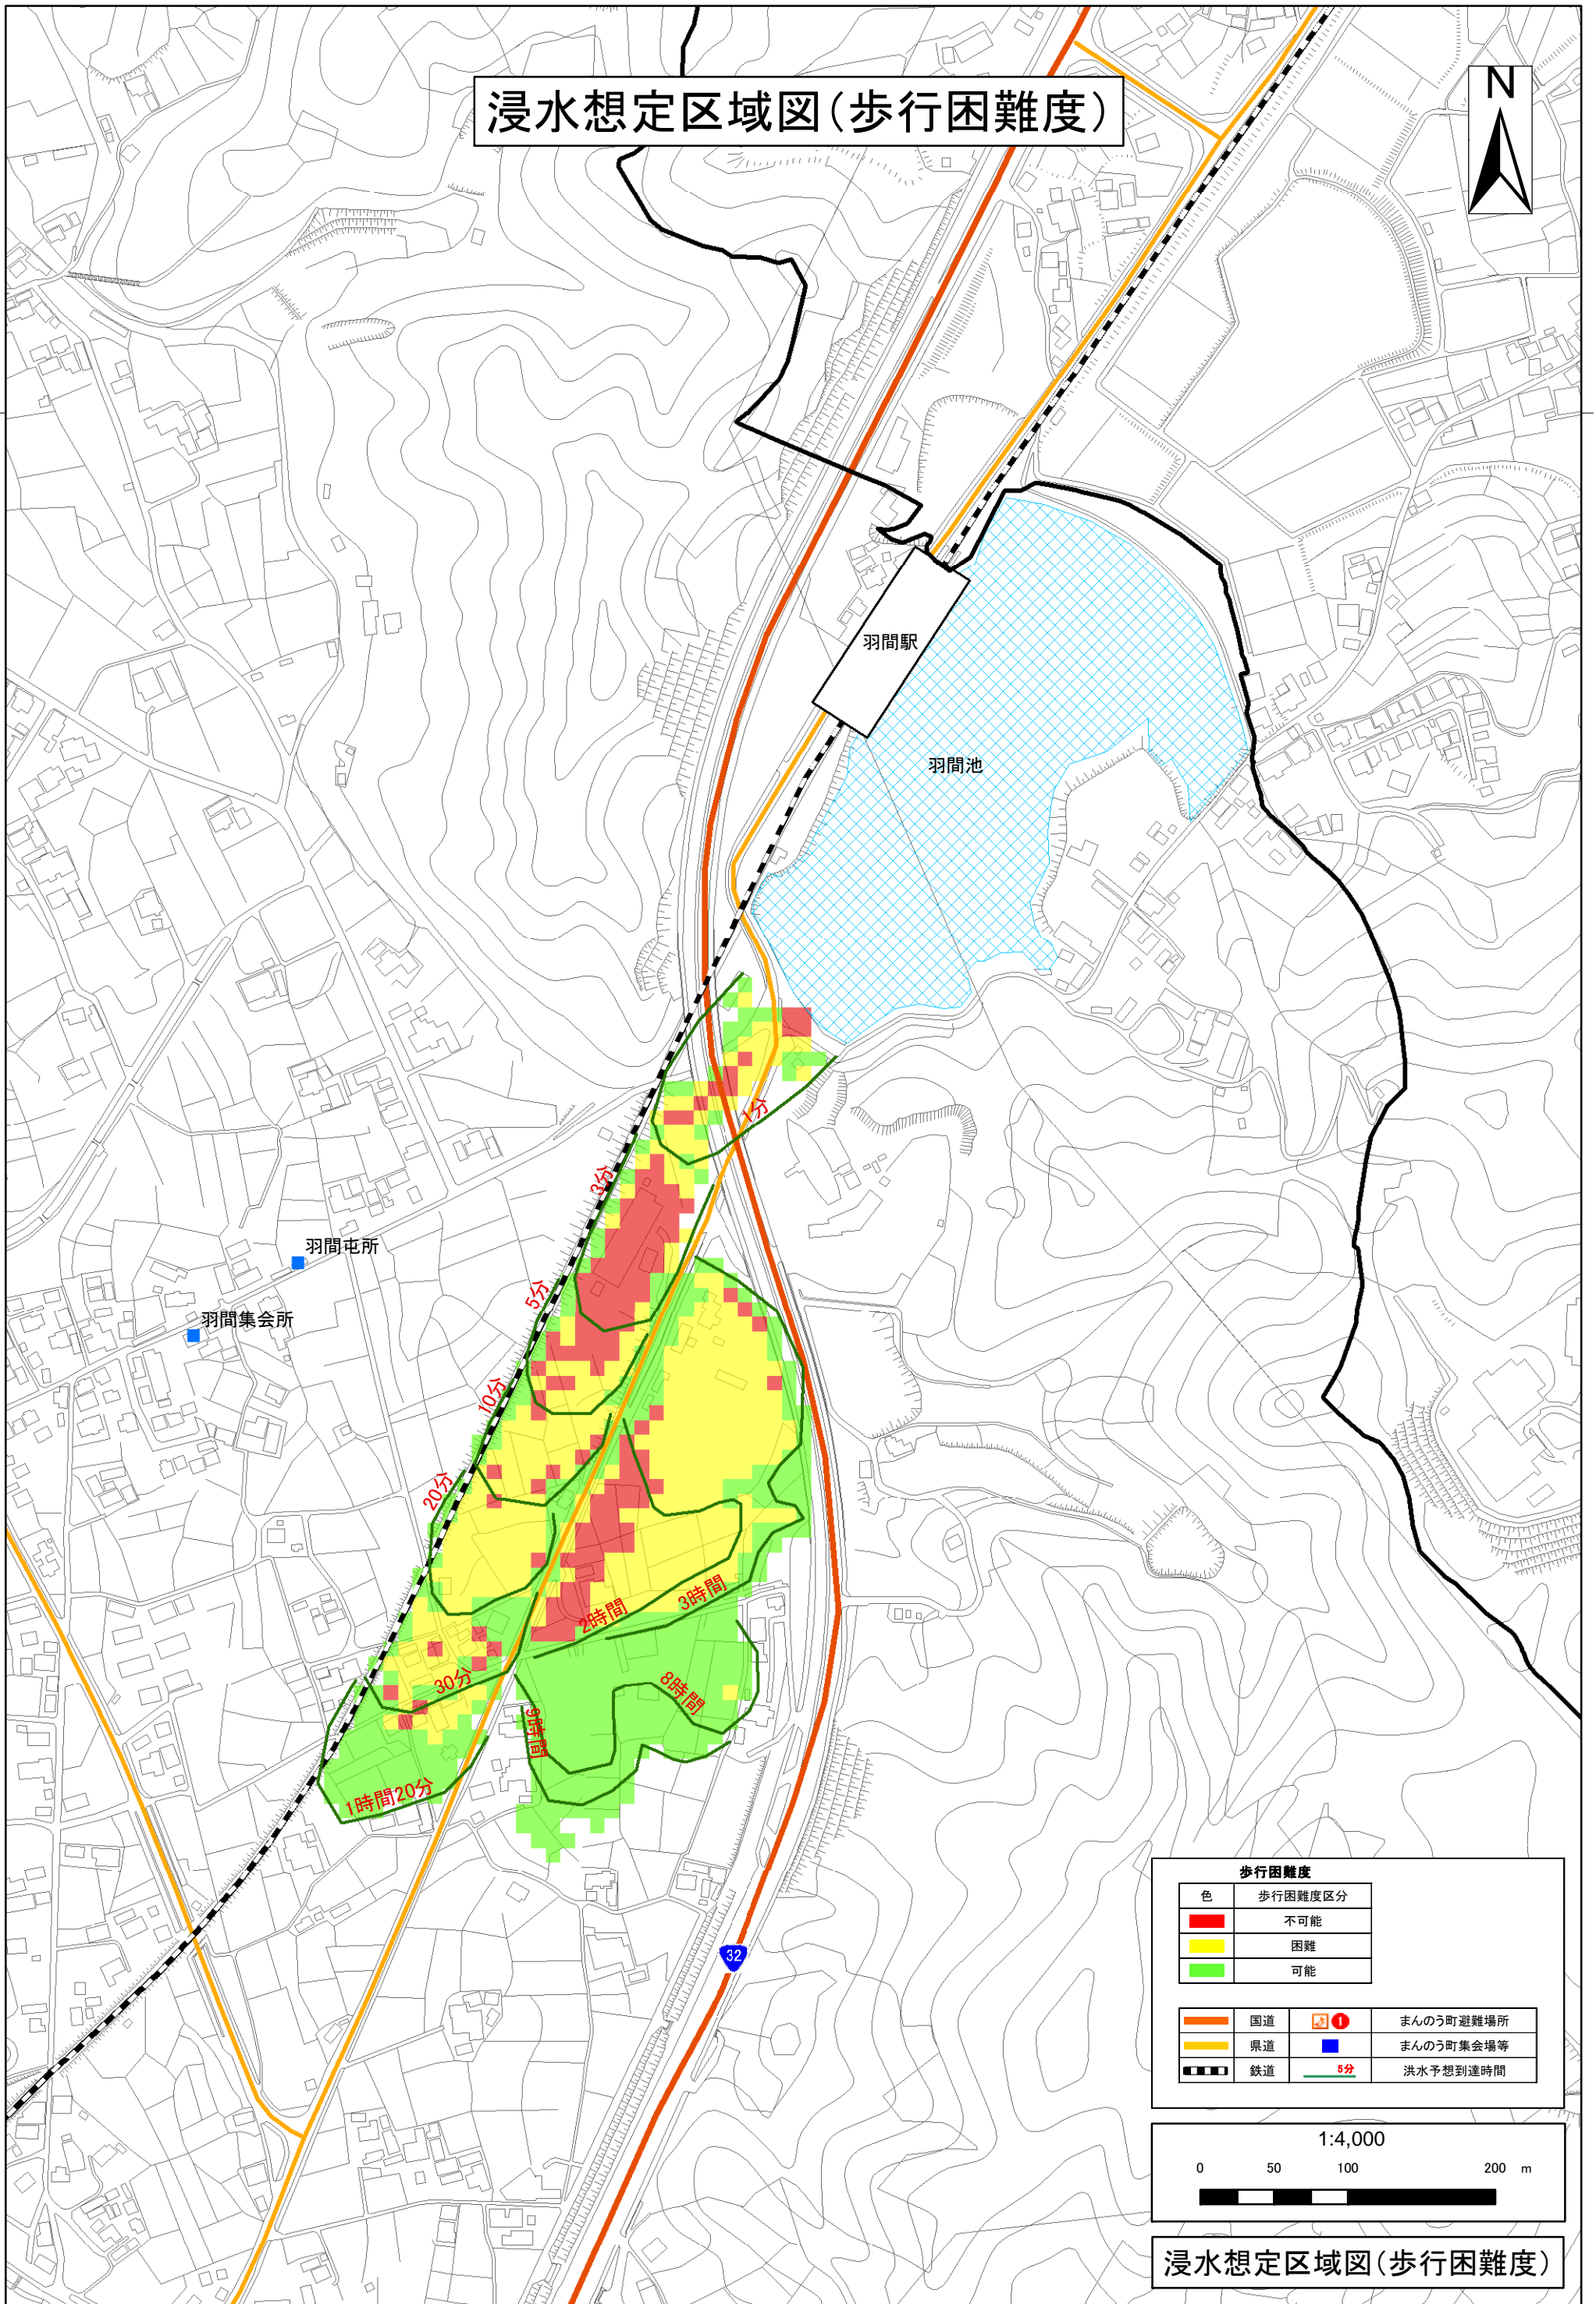 浸水想定区域図(歩行困難度)
N
羽間駅
羽間池
1分
3分
羽間屯所
5分
羽間集会所
10分
20分
2時間
3時間
30分
8時間
9時間
1時間20分
32
歩行困難度
色 歩行困難度区分
不可能
困難
可能
国道 1 まんのう町避難場所
県道 まんのう町集会場等
鉄道 5分 洪水予想到達時間
1:4,000
0 50 100 200 m
浸水想定区域図(歩行困難度)